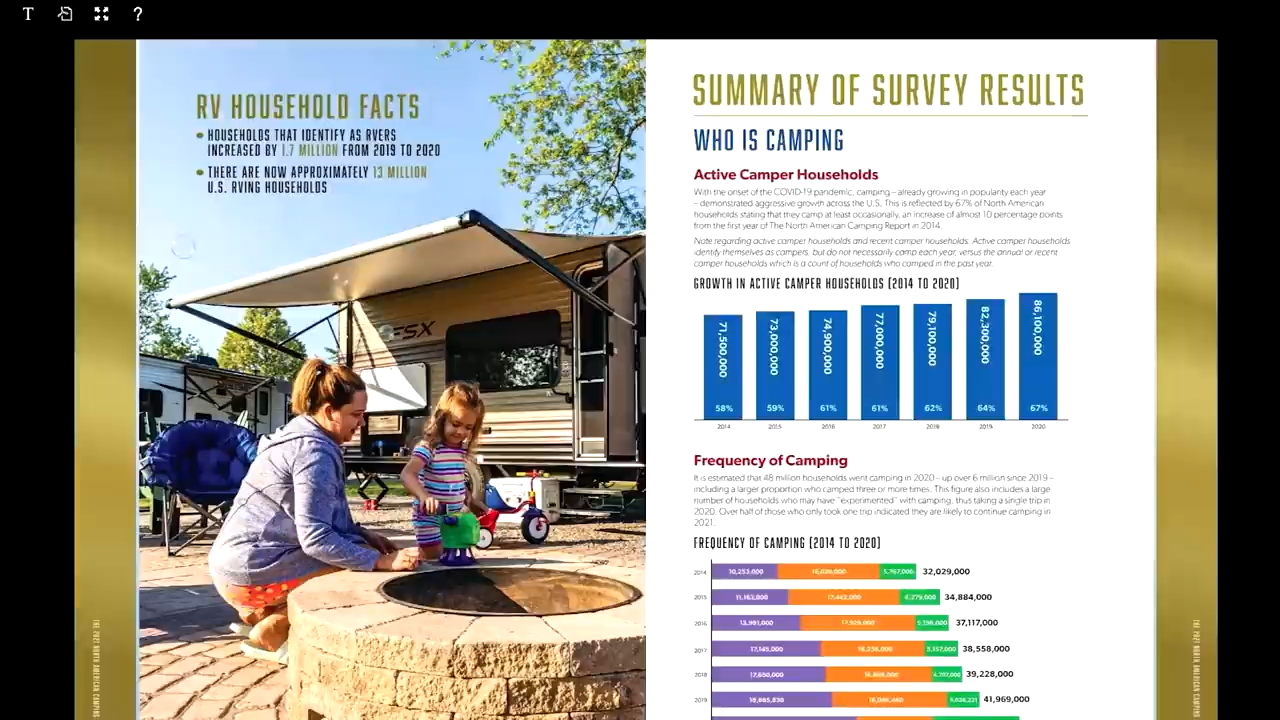 T ?
RV HOUSEHOLD FACTS
• HOUSEHOLDS THAT IDENTIFY AS RVERS
INCREASED BY 1.7 MILLION FROM 2019 TO 2020
• THERE ARE NOW APPROXIMATELY 13 MILLION
U.S. RVING HOUSEHOLDS
FSX
THE 2021 NORTH AMERICAN CAMPING
SUMMARY OF SURVEY RESULTS
WHO IS CAMPING
Active Camper Households
With the onset of the COVID-19 pandemic, camping – already growing in popularity each year
– demonstrated aggressive growth across the U.S. This is reflected by 67% of North American
households stating that they camp at least occasionally, an increase of almost 10 percentage points
from the first year of The North American Camping Report in 2014.
Note regarding active camper households and recent camper households. Active camper households
identify themselves as campers, but do not necessarily camp each year, versus the annual or recent
camper households which is a count of households who camped in the past year.
GROWTH IN ACTIVE CAMPER HOUSEHOLDS (2014 TO 2020)
71,500,000 73,000,000 74,900,000 77,000,000 79,100,000 82,300,000 86,100,000
58% 59% 61% 61% 62% 64% 67%
2014 2015 2016 2017 2018 2019 2020
Frequency of Camping
It is estimated that 48 million households went camping in 2020 – up over 6 million since 2019 –
including a larger proportion who camped three or more times. This figure also includes a large
number of households who may have "experimented" with camping, thus taking a single trip in
2020. Over half of those who only took one trip indicated they are likely to continue camping in
2021.
FREQUENCY OF CAMPING (2014 TO 2020)
2014 10,253,000 32,029,000
2015 11,163,000 6,279,000 34,884,000
2016 13,991,000 37,117,000
2017 17,145,000 38,558,000
2018 39,228,000
2019 41,969,000
THE 2021 NORTH AMERICAN CAMPING